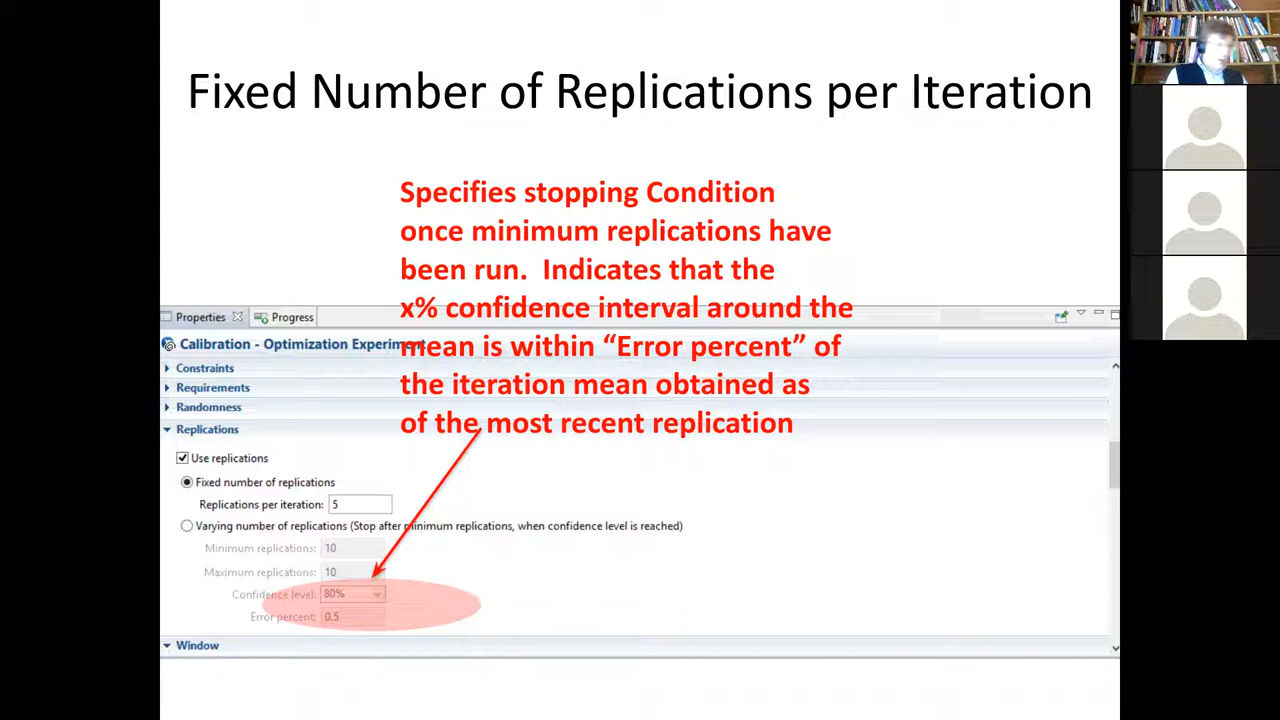 Fixed Number of Replications per Iteration
Specifies stopping Condition
once minimum replications have
been run. Indicates that the
x% confidence interval around the
mean is within “Error percent” of
the iteration mean obtained as
of the most recent replication
Properties
Progress
Calibration - Optimization Experiment
Constraints
Requirements
Randomness
Replications
Use replications
Fixed number of replications
Replications per iteration: 5
Varying number of replications (Stop after minimum replications, when confidence level is reached)
Minimum replications: 10
Maximum replications: 10
Confidence level: 80%
Error percent: 0.5
Window